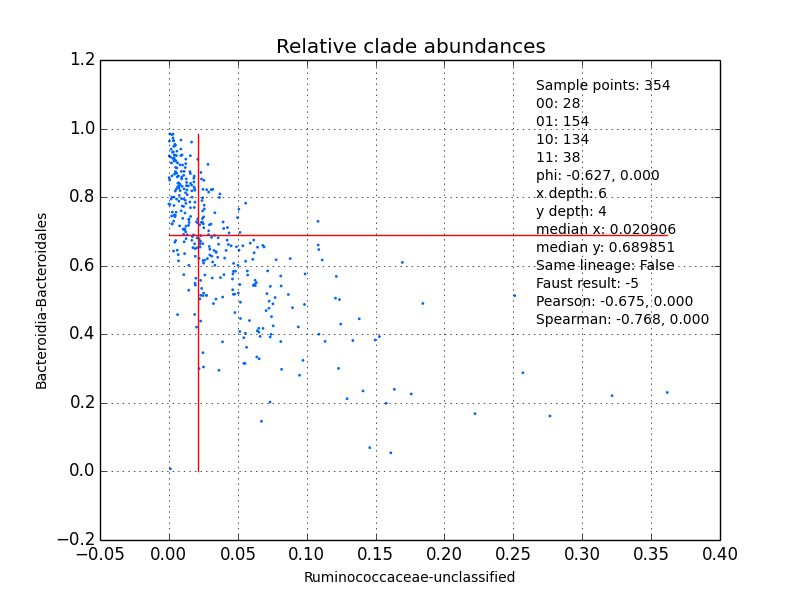 Relative clade abundances
1.2
1.0
0.8
0.6
0.4
0.2
0.0
−0.2
Bacteroidia-Bacteroidales
Sample points: 354
00: 28
01: 154
10: 134
11: 38
phi: -0.627, 0.000
x depth: 6
y depth: 4
median x: 0.020906
median y: 0.689851
Same lineage: False
Faust result: -5
Pearson: -0.675, 0.000
Spearman: -0.768, 0.000
−0.05 0.00 0.05 0.10 0.15 0.20 0.25 0.30 0.35 0.40
Ruminococcaceae-unclassified